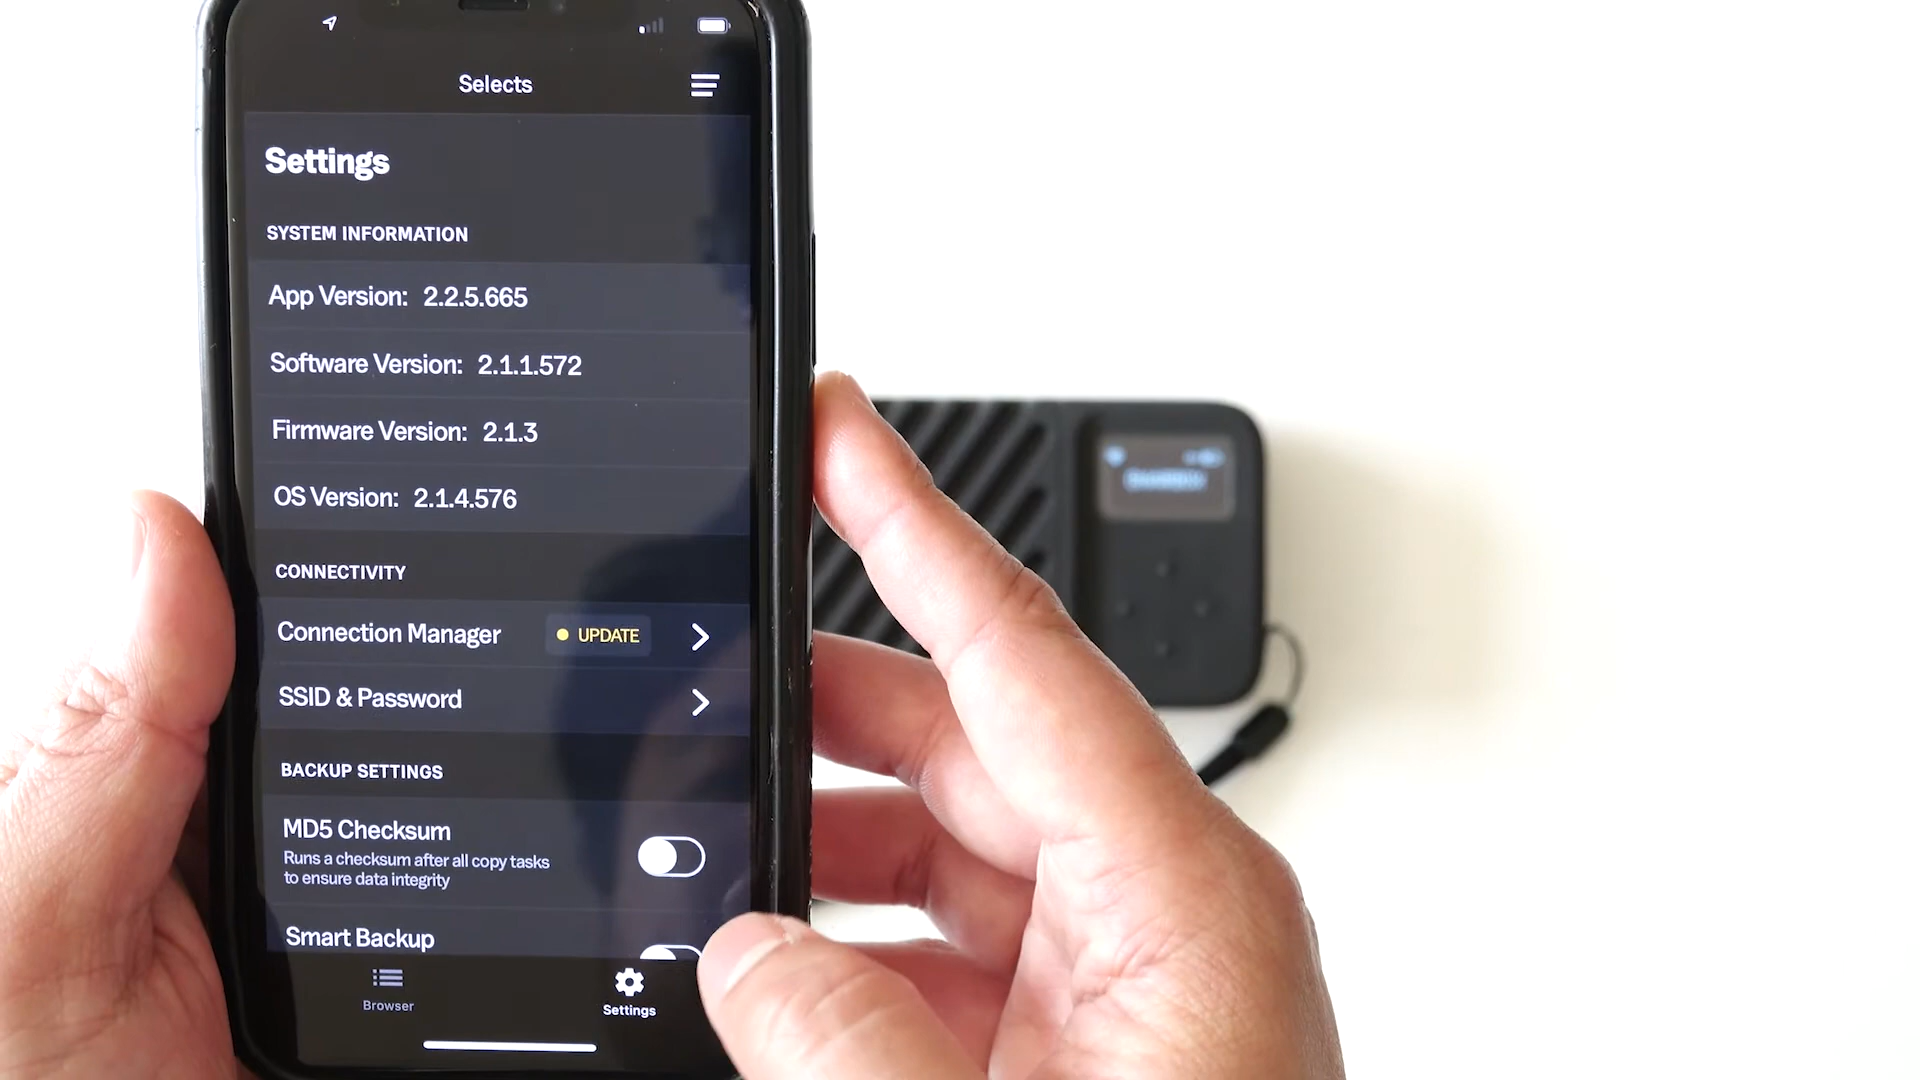 Selects
Settings
SYSTEM INFORMATION
App Version: 2.2.5.665
Software Version: 2.1.1.572
Firmware Version: 2.1.3
OS Version: 2.1.4.576
CONNECTIVITY
Connection Manager UPDATE
SSID & Password
BACKUP SETTINGS
MD5 Checksum
Runs a checksum after all copy tasks
to ensure data integrity
Smart Backup
Browser
Settings